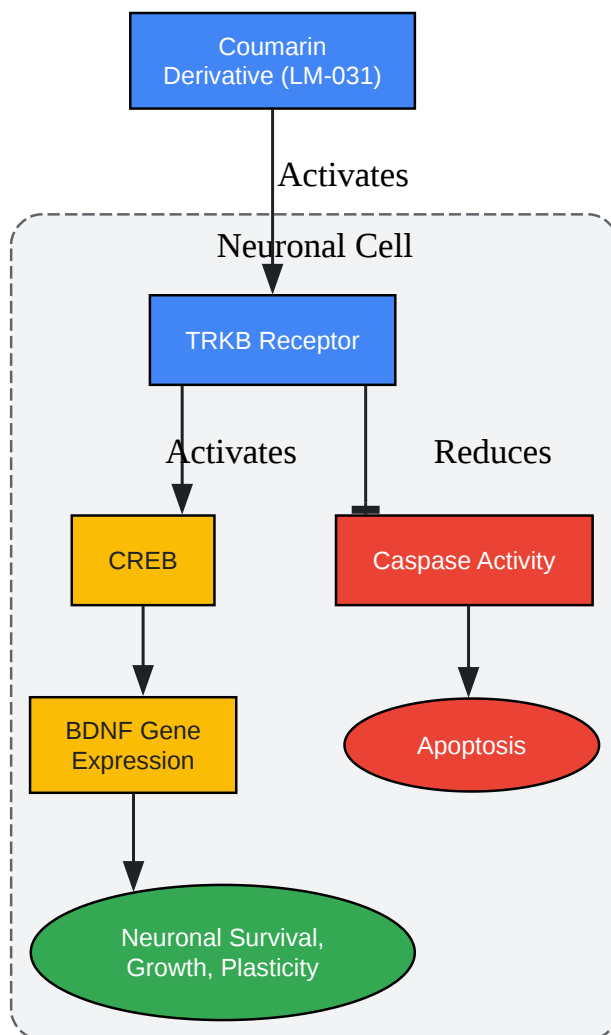 Coumarin
Derivative (LM-031)
Activates
Neuronal Cell
TRKB Receptor
Activates
Reduces
CREB
Caspase Activity
BDNF Gene
Expression
Apoptosis
Neuronal Survival,
Growth, Plasticity